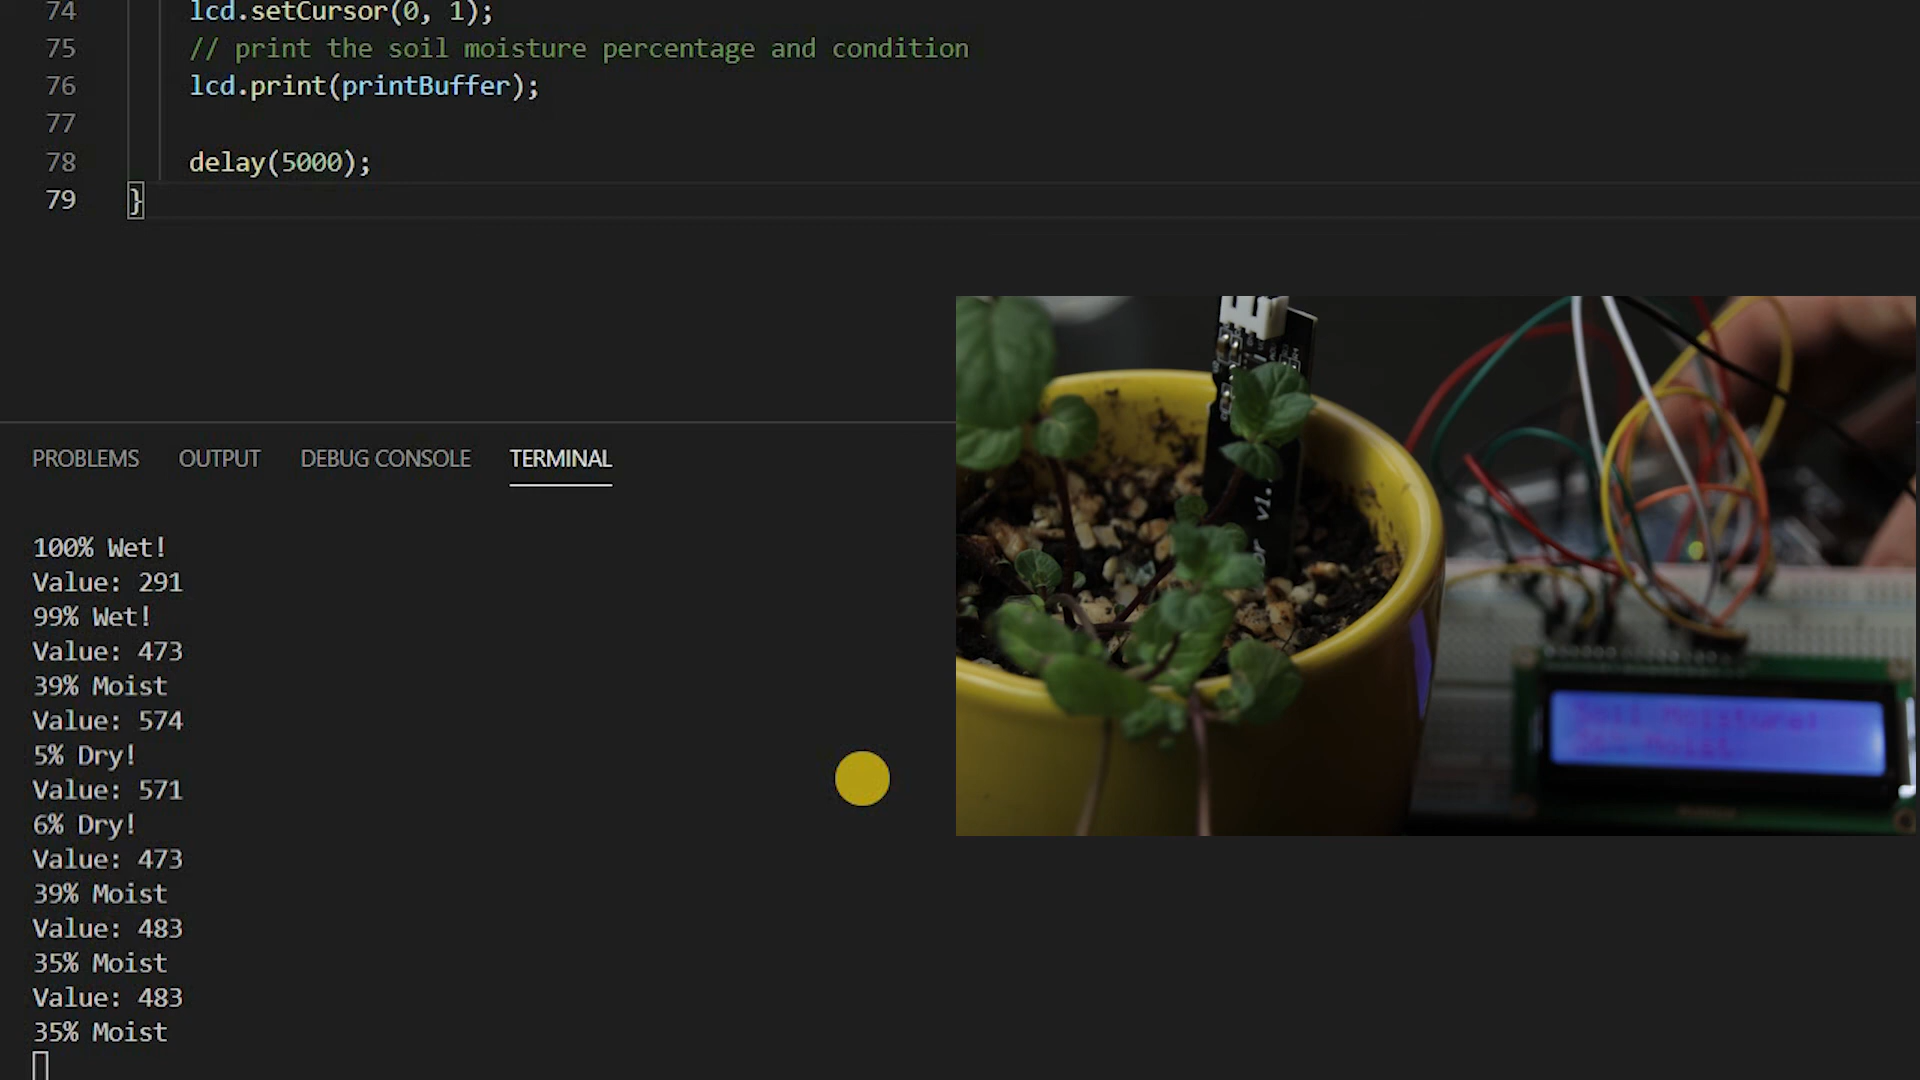 74 lcd.setCursor(0, 1);
75 // print the soil moisture percentage and condition
76 lcd.print(printBuffer);
77
78 delay(5000);
79 }
PROBLEMS OUTPUT DEBUG CONSOLE TERMINAL
100% Wet!
Value: 291
99% Wet!
Value: 473
39% Moist
Value: 574
5% Dry!
Value: 571
6% Dry!
Value: 473
39% Moist
Value: 483
35% Moist
Value: 483
35% Moist
v1.
Soil Moisture: